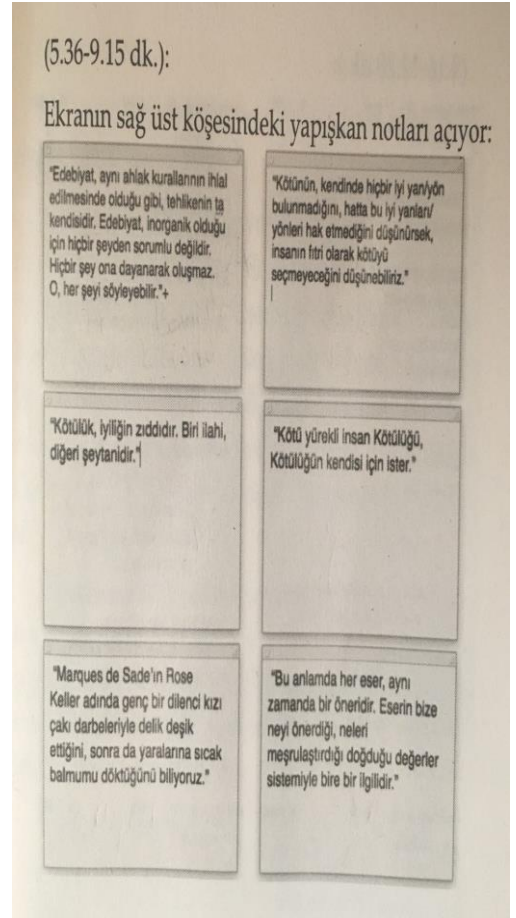 (5.36-9.15 dk.):
Ekranın sağ üst köşesindeki yapışkan notları açıyor:
"Edebiyat, aynı ahlak kurallarının ihlal
edilmesinde olduğu gibi, tehlikenin ta
kendisidir. Edebiyat, inorganik olduğu
için hiçbir şeyden sorumlu değildir.
Hiçbir şey ona dayanarak oluşmaz.
O, her şeyi söyleyebilir."+
"Kötünün, kendinde hiçbir iyi yan/yön
bulunmadığını, hatta bu iyi yanları/
yönleri hak etmediğini düşünürsek,
insanın fıtri olarak kötüyü
seçmeyeceğini düşünebiliriz."
"Kötülük, iyiliğin zıddıdır. Biri ilahi,
diğeri şeytanidir."
"Kötü yürekli insan Kötülüğü,
Kötülüğün kendisi için ister."
"Marques de Sade'ın Rose
Keller adında genç bir dilenci kızı
çakı darbeleriyle delik deşik
ettiğini, sonra da yaralarına sıcak
balmumu döktüğünü biliyoruz."
"Bu anlamda her eser, aynı
zamanda bir öneridir. Eserin bize
neyi önerdiği, neleri
meşrulaştırdığı doğduğu değerler
sistemiyle bire bir ilgilidir."